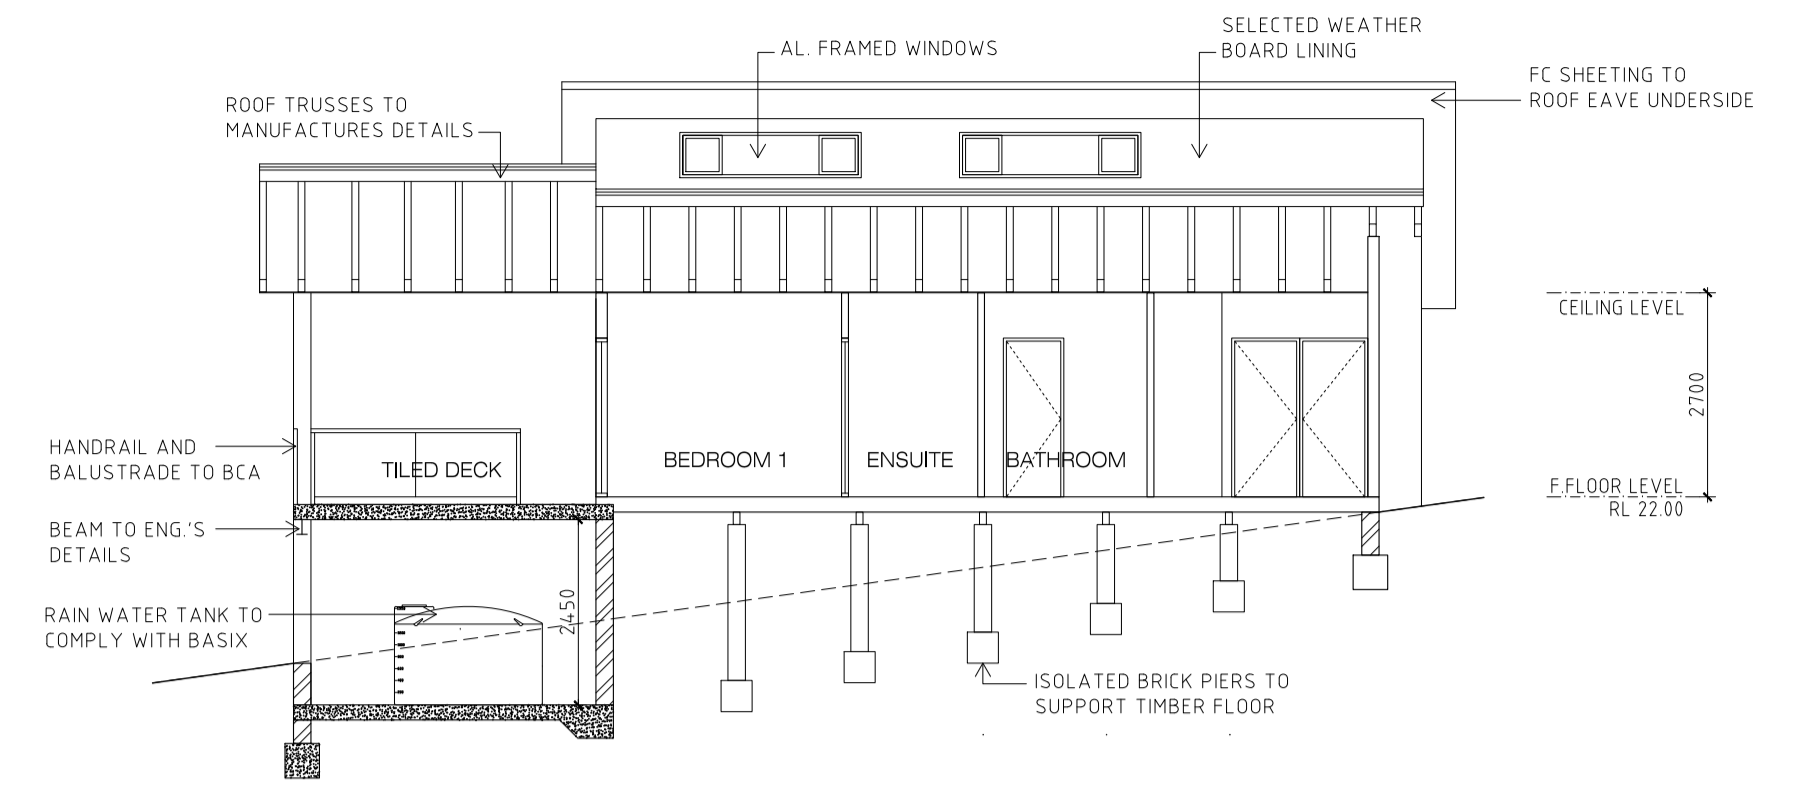 SELECTED WEATHER
BOARD LINING
AL. FRAMED WINDOWS
FC SHEETING TO
ROOF EAVE UNDERSIDE
ROOF TRUSSES TO
MANUFACTURES DETAILS
CEILING LEVEL
2700
HANDRAIL AND
BALUSTRADE TO BCA
TILED DECK
BEDROOM 1
ENSUITE
BATHROOM
F.FLOOR LEVEL
RL 22.00
BEAM TO ENG.'S
DETAILS
RAIN WATER TANK TO
COMPLY WITH BASIX
2450
ISOLATED BRICK PIERS TO
SUPPORT TIMBER FLOOR